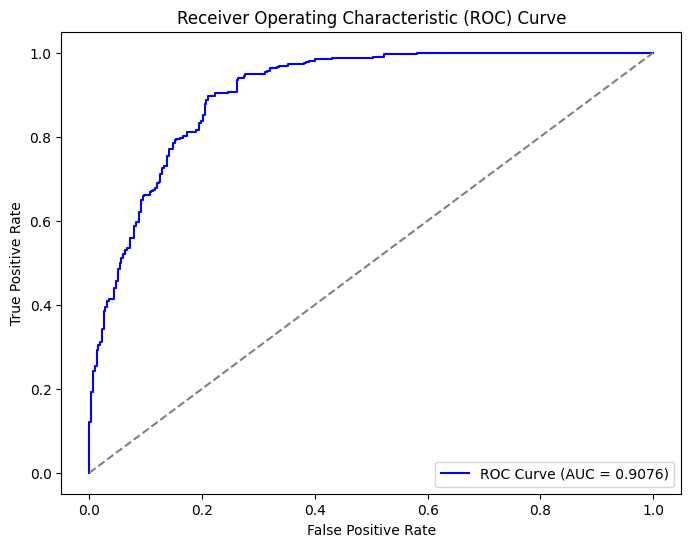 Receiver Operating Characteristic (ROC) Curve
1.0
0.8
0.6
0.4
0.2
0.0
True Positive Rate
ROC Curve (AUC = 0.9076)
0.0 0.2 0.4 0.6 0.8 1.0
False Positive Rate